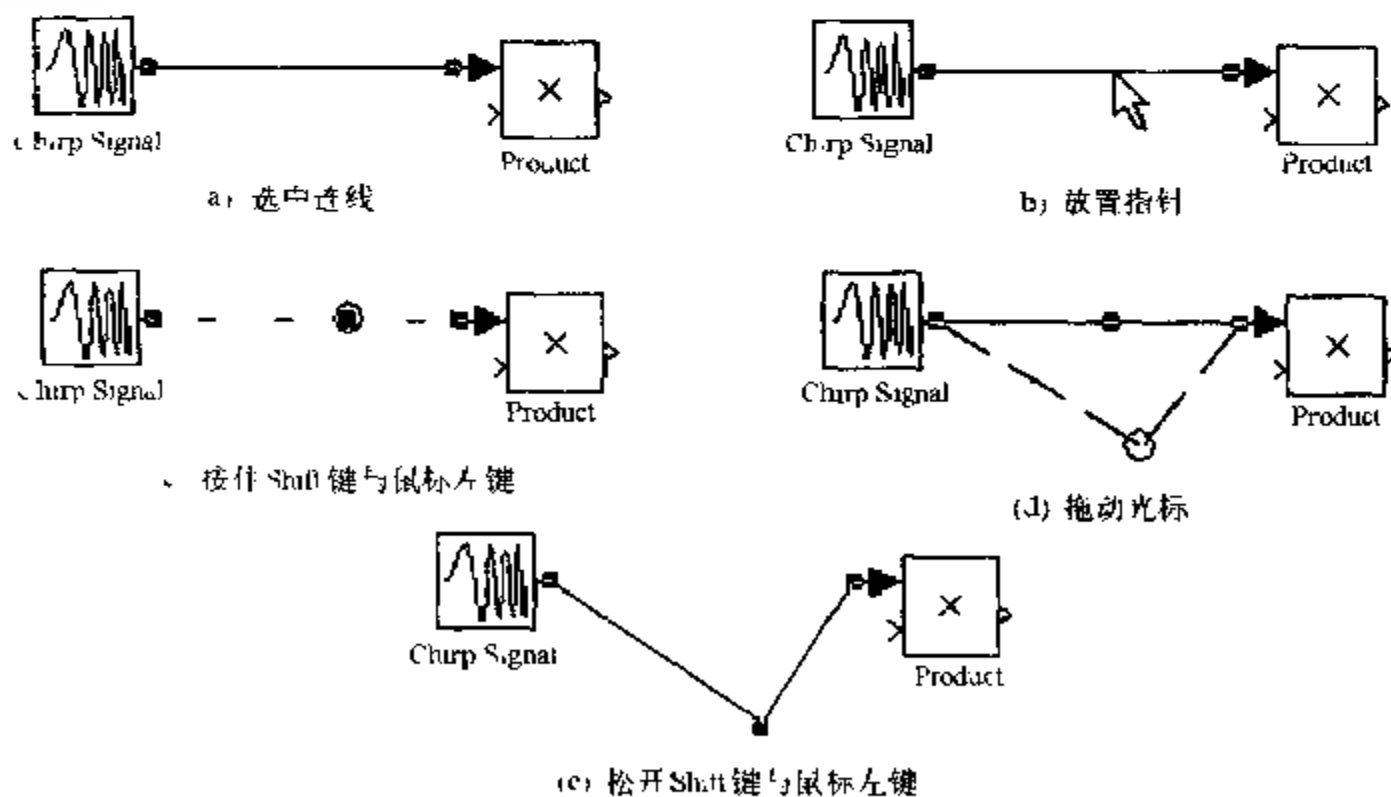 Chirp Signal
Product
a) 选中连线
Chirp Signal
Product
b) 放置指针
Chirp Signal
Product
按住Shift键与鼠标左键
Chirp Signal
Product
(d) 拖动光标
Chirp Signal
Product
(e) 松开Shift键与鼠标左键